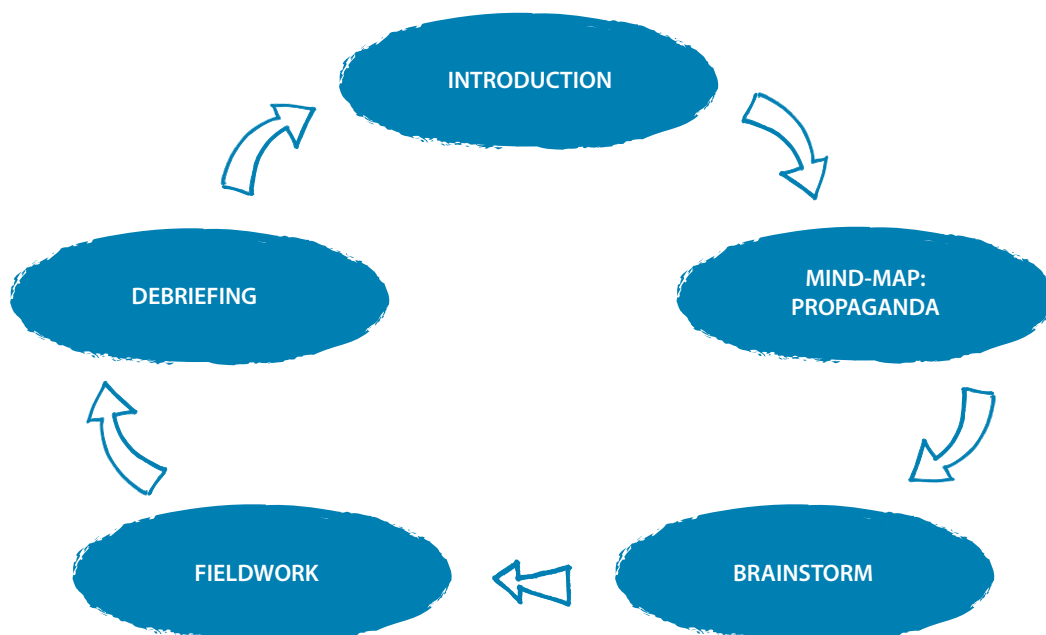 INTRODUCTION
MIND-MAP:
PROPAGANDA
BRAINSTORM
FIELDWORK
DEBRIEFING